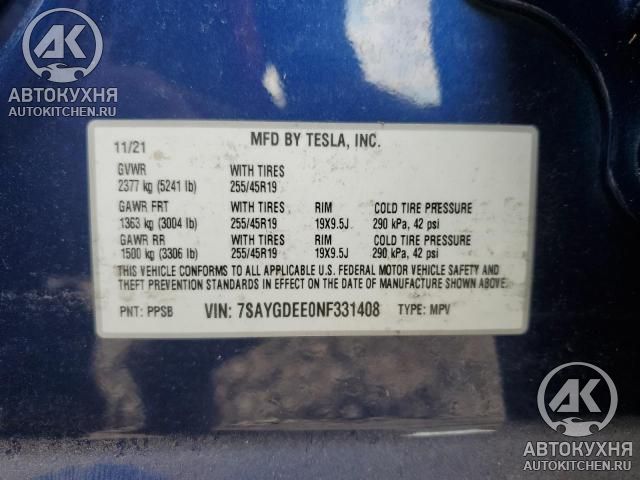 АК
АВТОКУХНЯ
AUTOKITCHEN.RU
11/21 MFD BY TESLA, INC.
GVWR WITH TIRES
2377 kg (5241 lb) 255/45R19
GAWR FRT WITH TIRES RIM COLD TIRE PRESSURE
1363 kg (3004 lb) 255/45R19 19X9.5J 290 kPa, 42 psi
GAWR RR WITH TIRES RIM COLD TIRE PRESSURE
1500 kg (3306 lb) 255/45R19 19X9.5J 290 kPa, 42 psi
THIS VEHICLE CONFORMS TO ALL APPLICABLE U.S. FEDERAL MOTOR VEHICLE SAFETY AND
THEFT PREVENTION STANDARDS IN EFFECT ON THE DATE OF MANUFACTURE SHOWN ABOVE.
PNT: PPSB VIN: 7SAYGDEE0NF331408 TYPE: MPV
АК
АВТОКУХНЯ
AUTOKITCHEN.RU